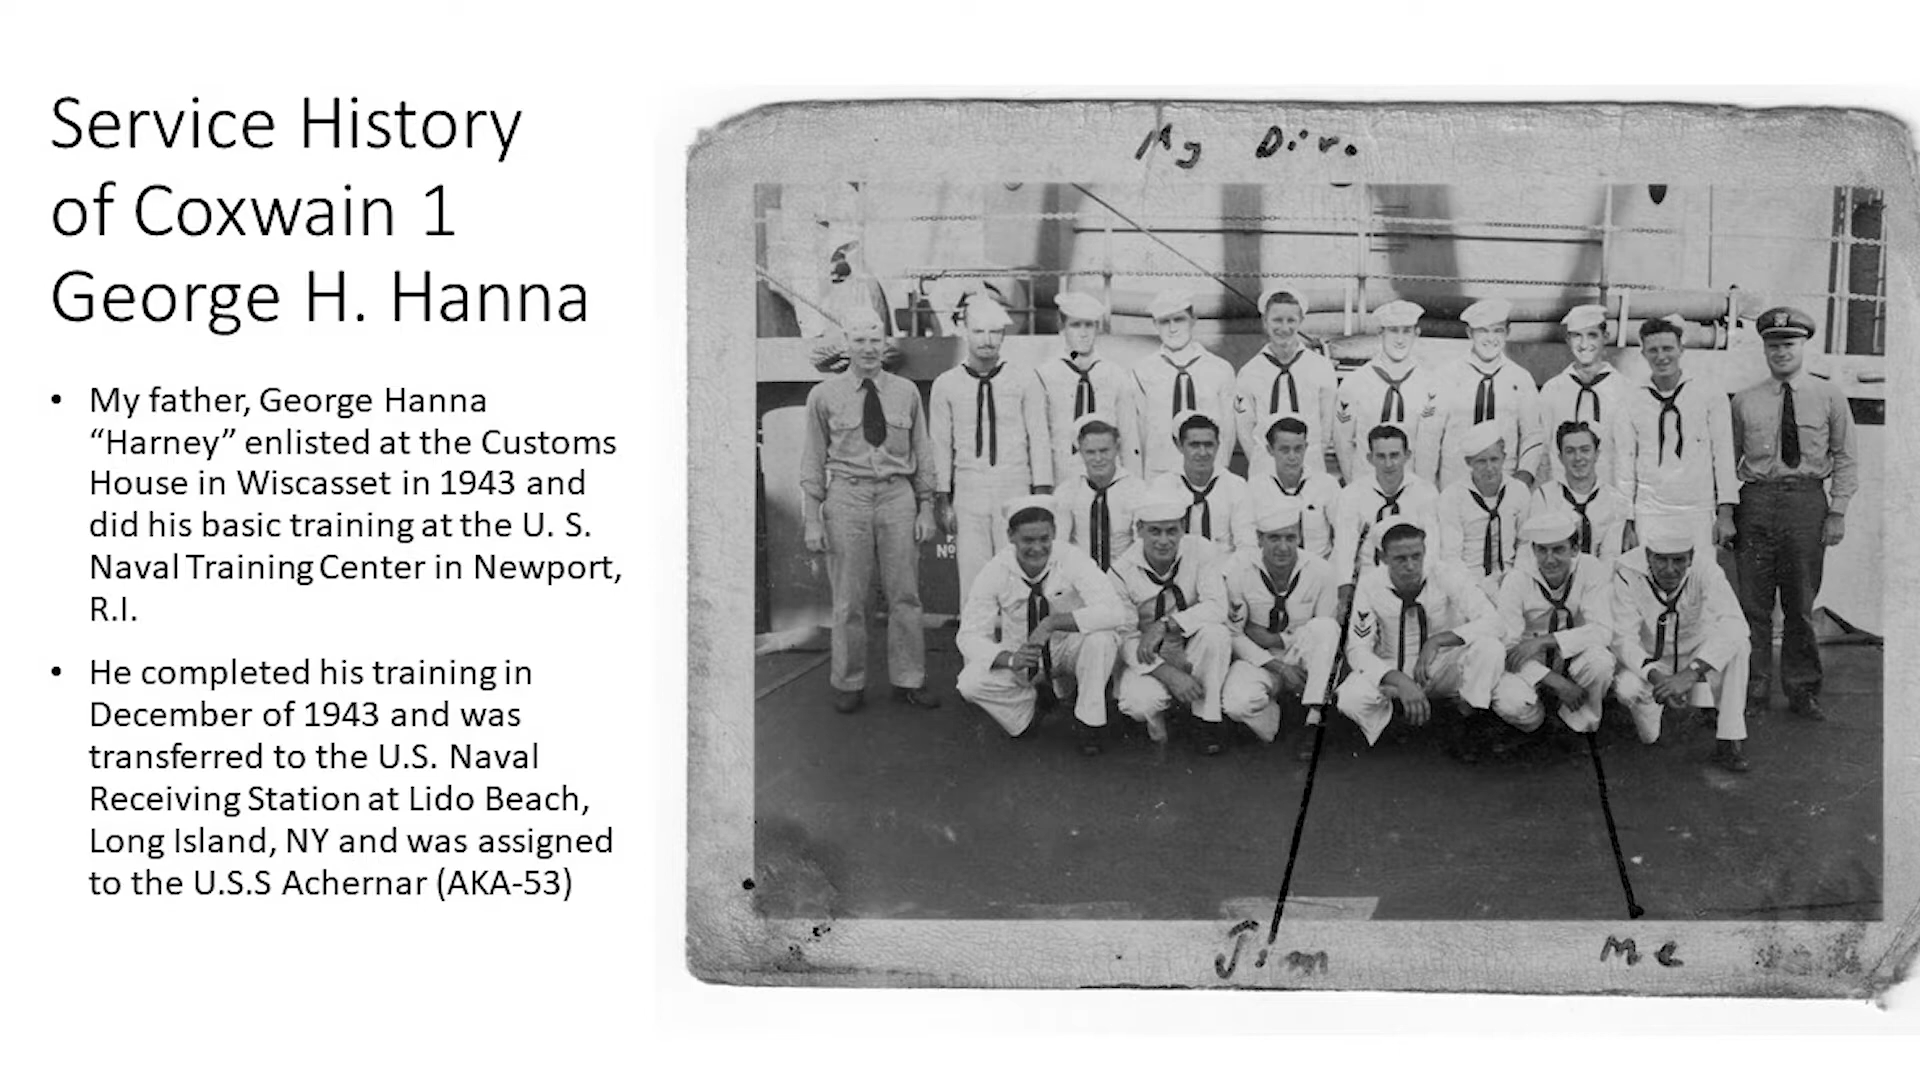 Service History
of Coxwain 1
George H. Hanna
• My father, George Hanna
“Harney” enlisted at the Customs
House in Wiscasset in 1943 and
did his basic training at the U. S.
Naval Training Center in Newport,
R.I.
• He completed his training in
December of 1943 and was
transferred to the U.S. Naval
Receiving Station at Lido Beach,
Long Island, NY and was assigned
to the U.S.S Achernar (AKA-53)
My Div.
No
Jim
Me